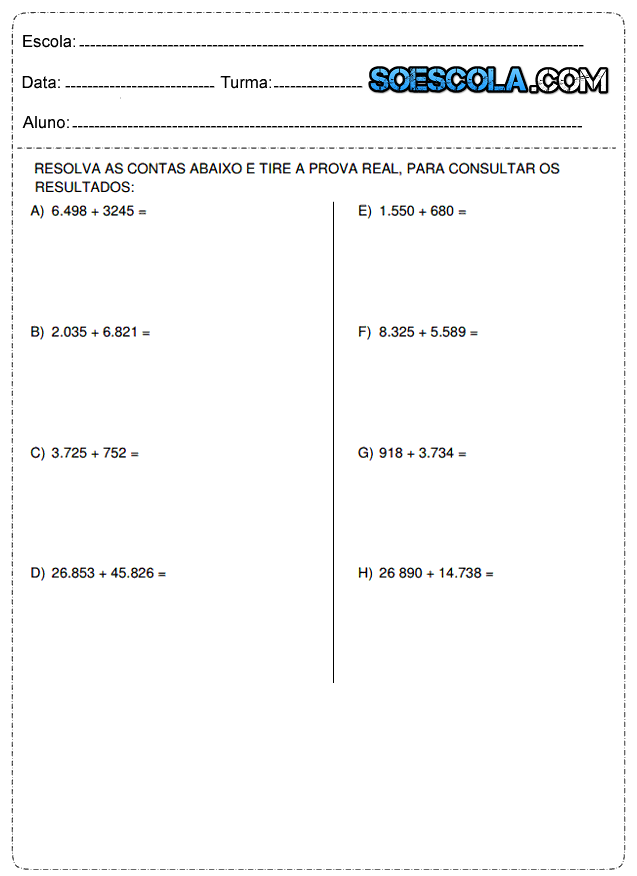 Escola:
Data: Turma: SOESCOLA.COM
Aluno:
RESOLVA AS CONTAS ABAIXO E TIRE A PROVA REAL, PARA CONSULTAR OS
RESULTADOS:
A) 6.498 + 3245 =
B) 2.035 + 6.821 =
C) 3.725 + 752 =
D) 26.853 + 45.826 =
E) 1.550 + 680 =
F) 8.325 + 5.589 =
G) 918 + 3.734 =
H) 26 890 + 14.738 =